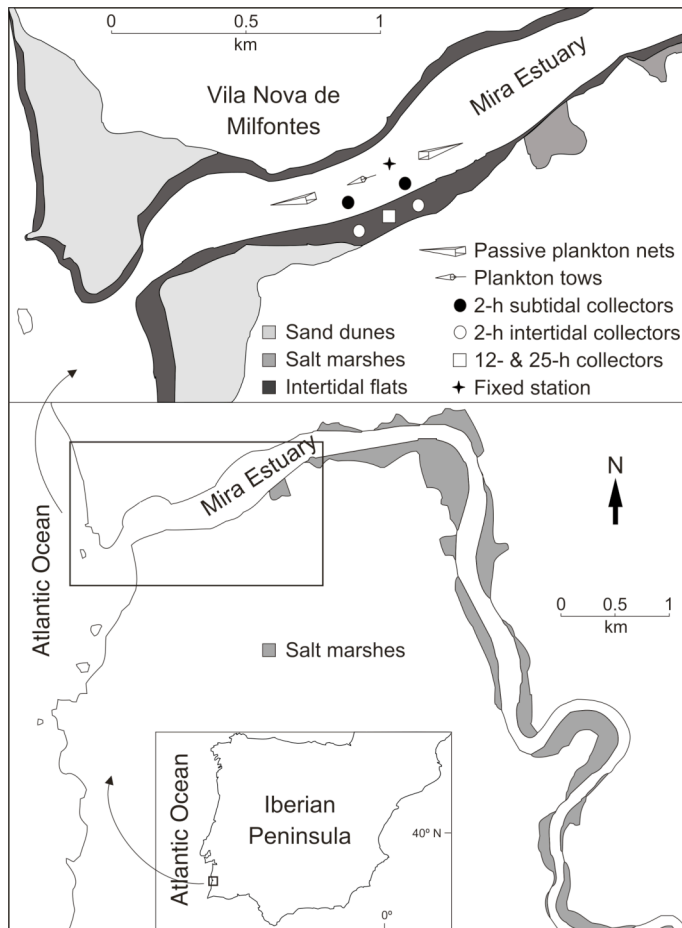 0 0.5 1
km
Vila Nova de
Milfontes
Mira Estuary
Passive plankton nets
Plankton tows
2-h subtidal collectors
2-h intertidal collectors
12- & 25-h collectors
Fixed station
Sand dunes
Salt marshes
Intertidal flats
Mira Estuary
Atlantic Ocean
N
0 0.5 1
km
Salt marshes
Atlantic Ocean
Iberian
Peninsula
40º N
0º